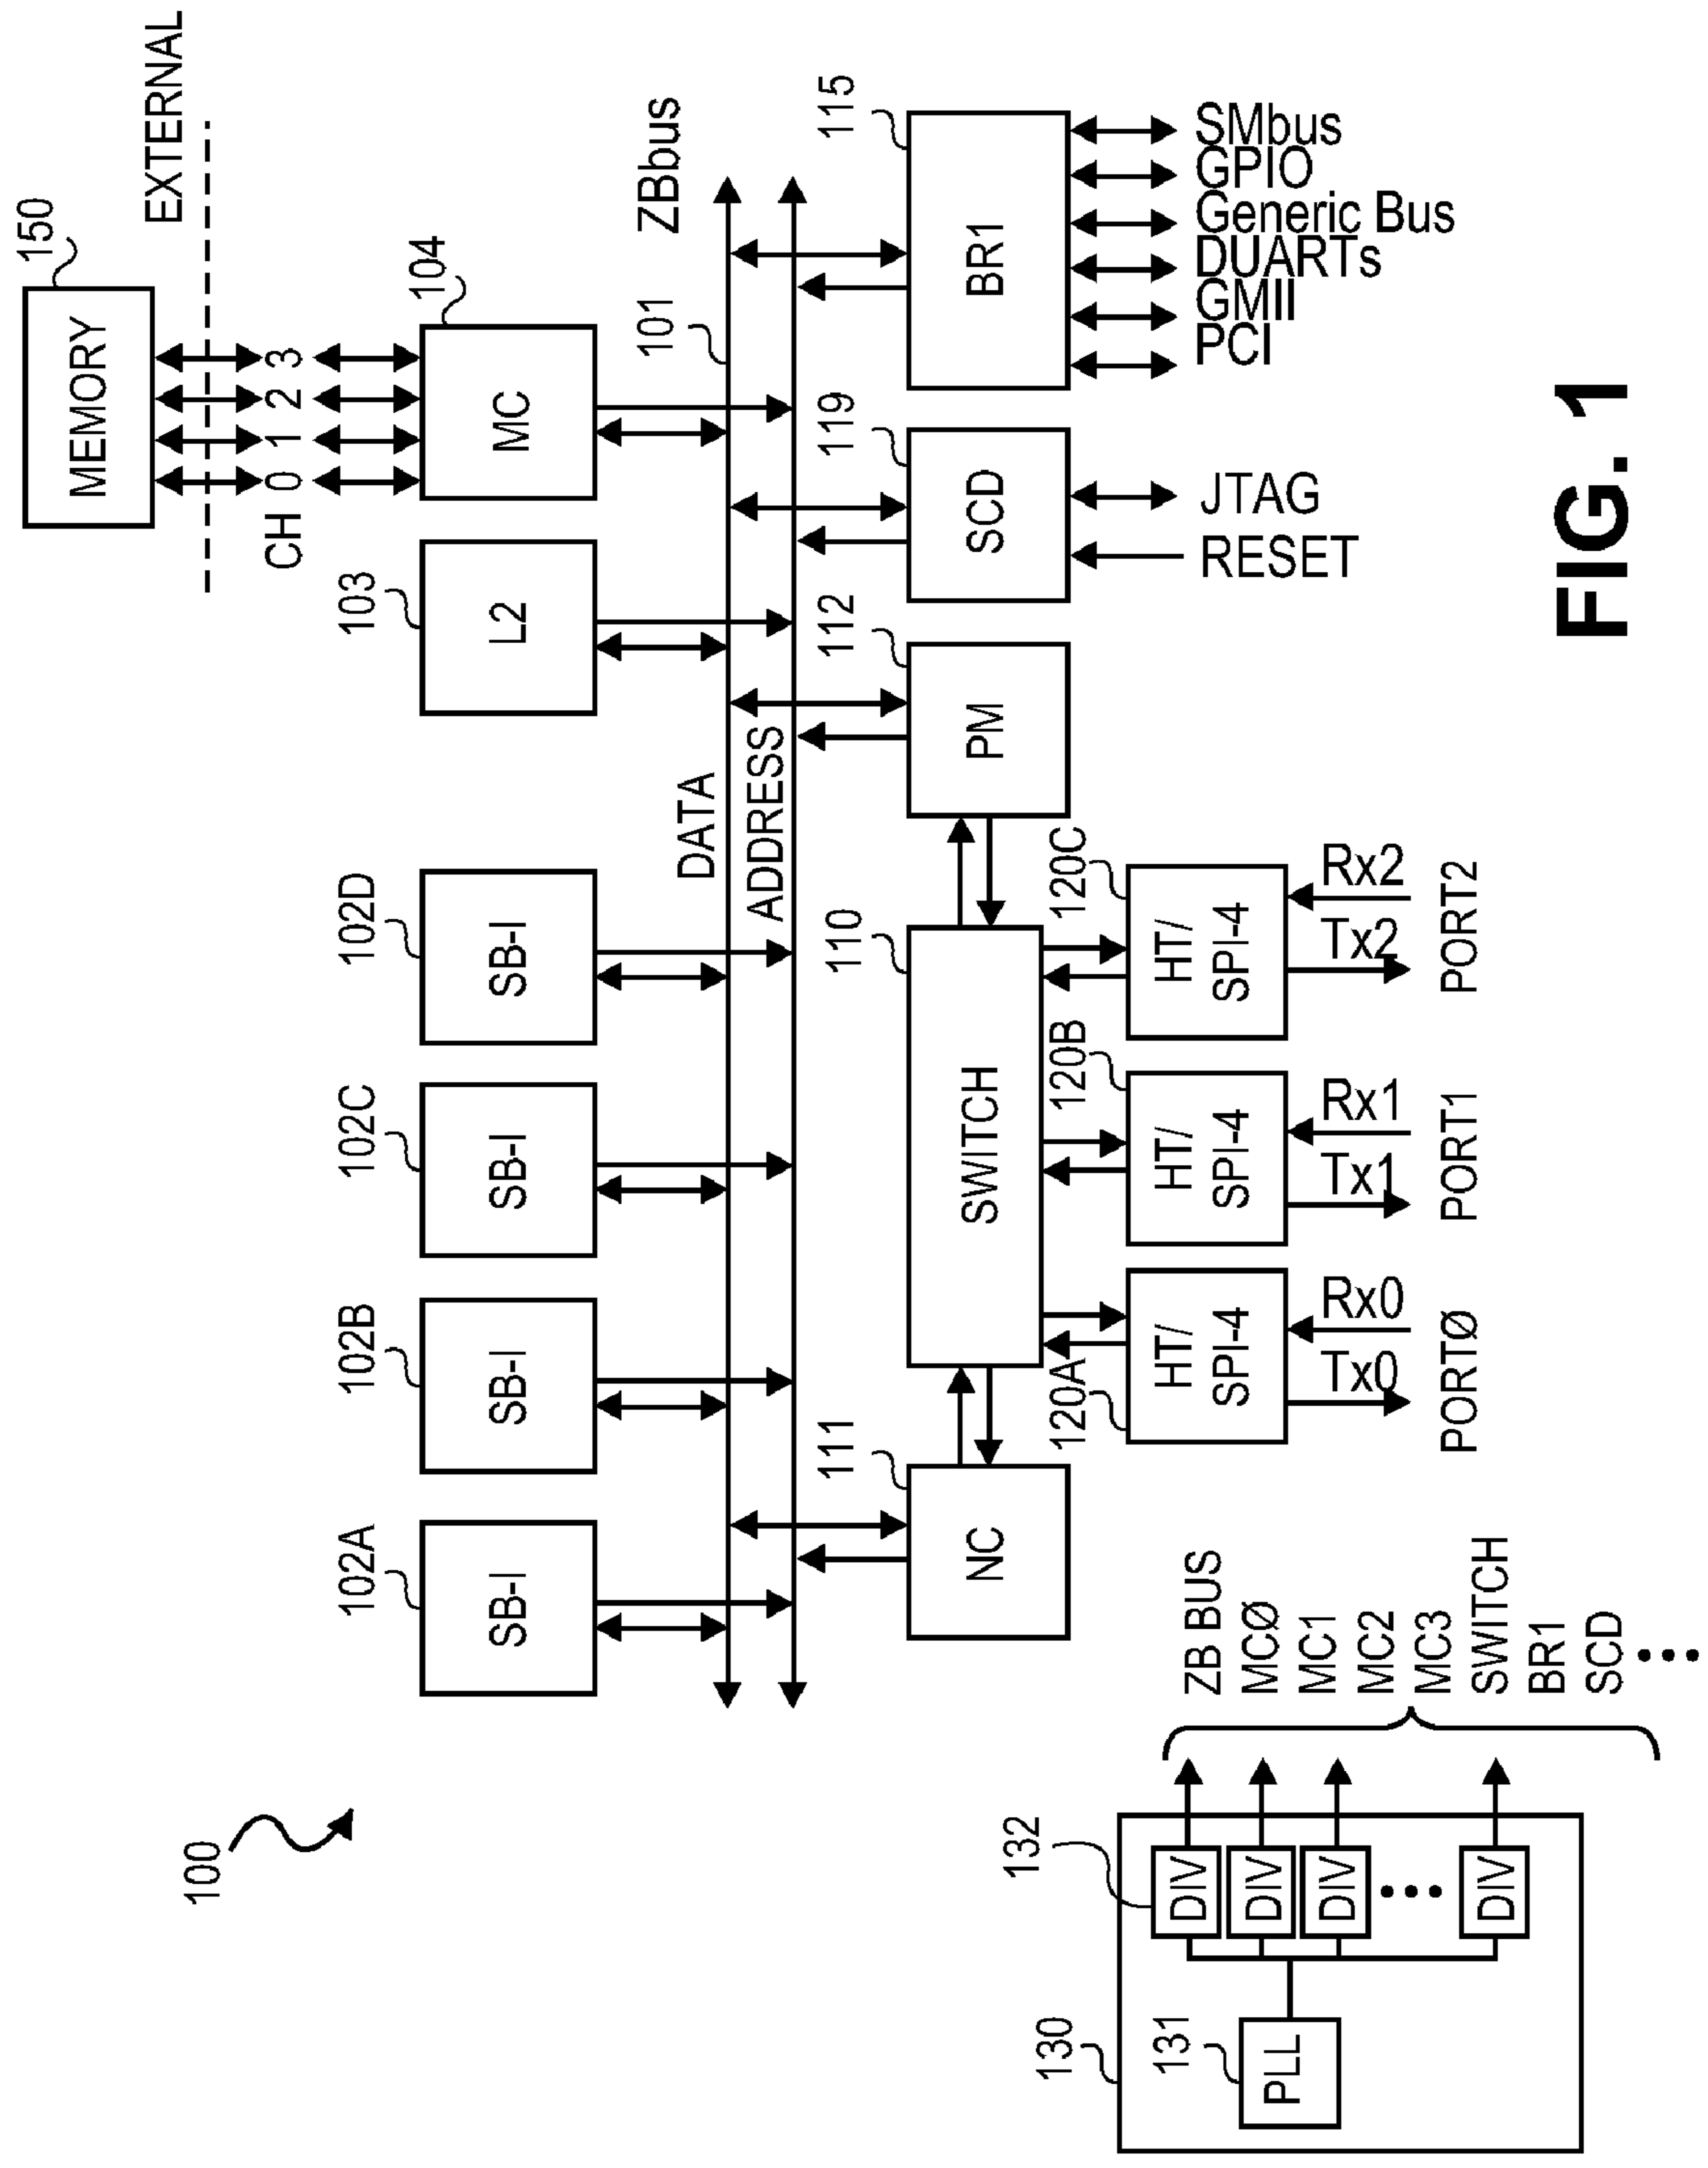 100
150
MEMORY
EXTERNAL
CH 0 1 2 3
102A
102B
102C
102D
103
104
SB-I
SB-I
SB-I
SB-I
L2
MC
101
ZBbus
DATA
ADDRESS
111
110
112
119
115
NC
SWITCH
PM
SCD
BR1
120A
120B
120C
HT/
SPI-4
HT/
SPI-4
HT/
SPI-4
Tx0
Rx0
Tx1
Rx1
Tx2
Rx2
PORTØ
PORT1
PORT2
RESET
JTAG
PCI
GMII
DUARTs
Generic Bus
GPIO
SMbus
130
131
132
PLL
DIV
DIV
DIV
DIV
ZB BUS
MCØ
MC1
MC2
MC3
SWITCH
BR1
SCD
FIG. 1